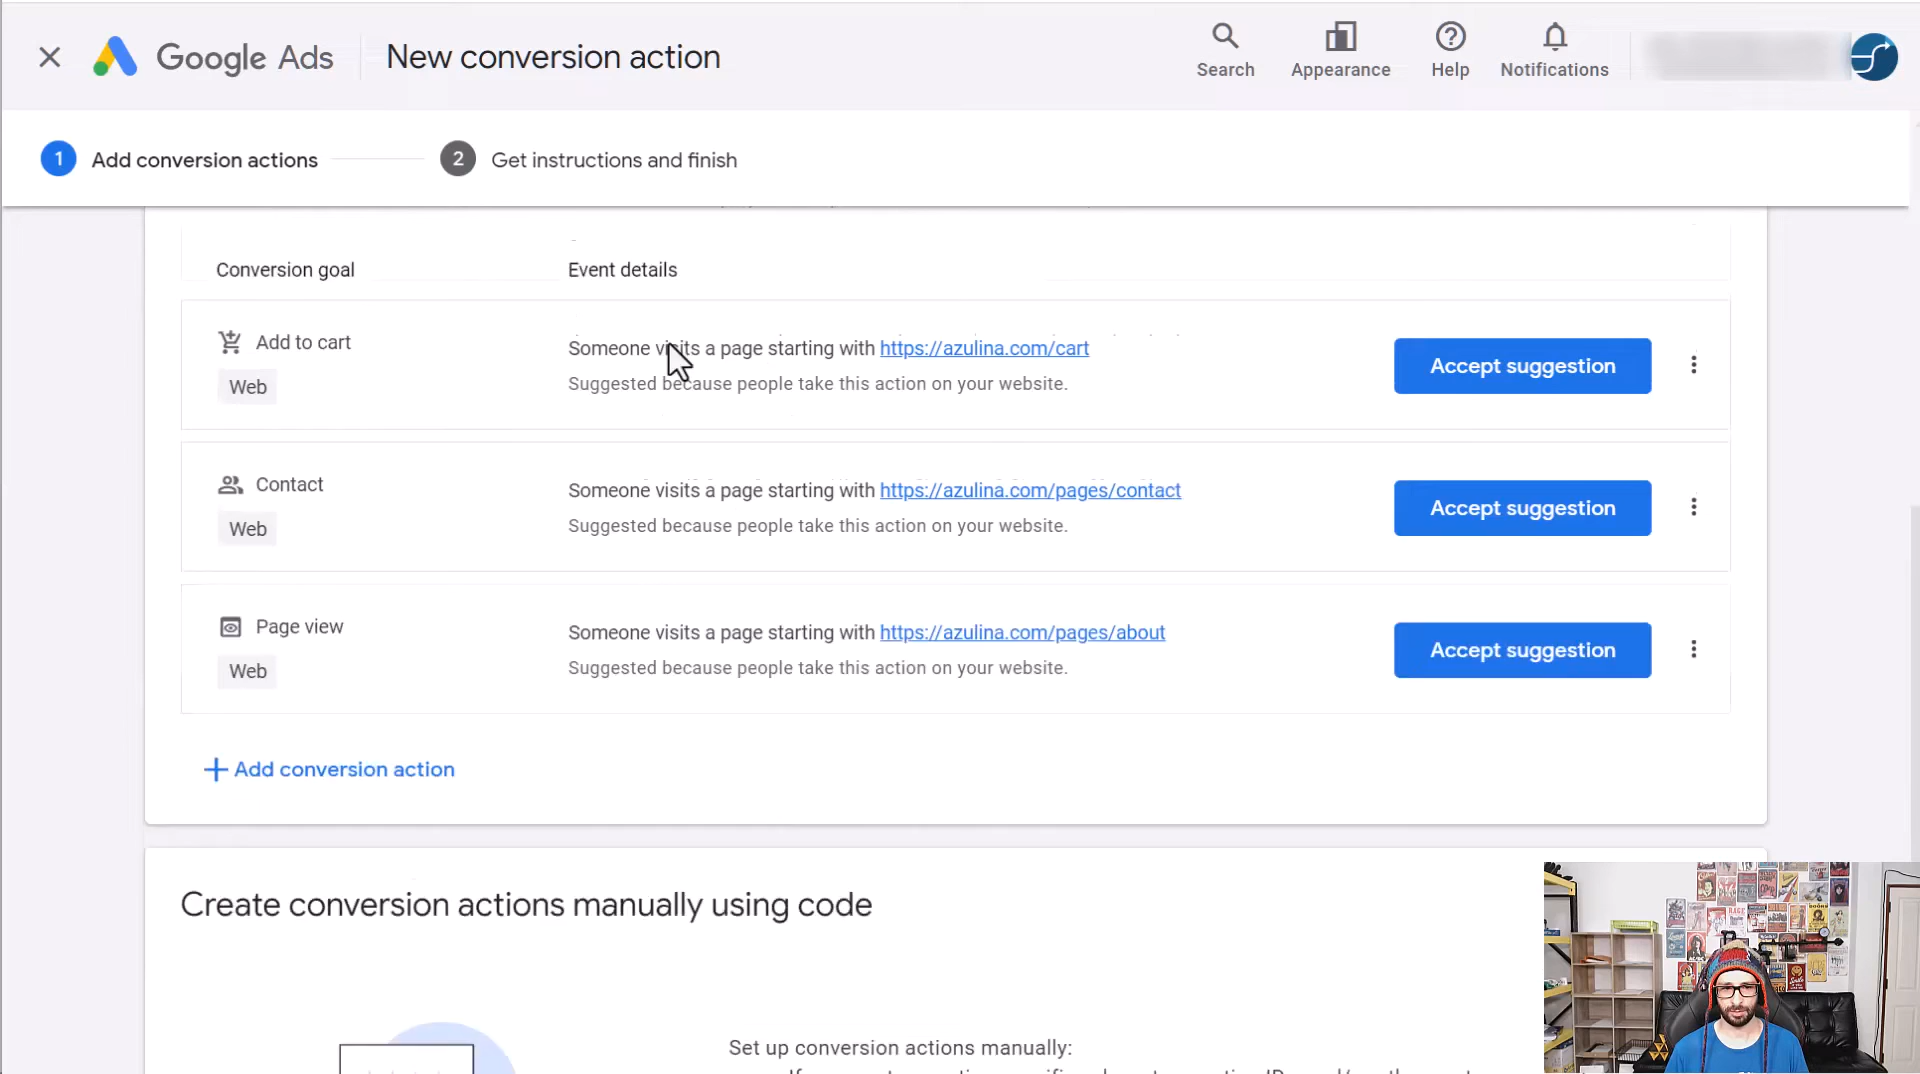 Google Ads
New conversion action
Search
Appearance
Help
Notifications
1 Add conversion actions
2 Get instructions and finish
Conversion goal
Event details
Add to cart
Web
Someone visits a page starting with https://azulina.com/cart
Suggested because people take this action on your website.
Accept suggestion
Contact
Web
Someone visits a page starting with https://azulina.com/pages/contact
Suggested because people take this action on your website.
Accept suggestion
Page view
Web
Someone visits a page starting with https://azulina.com/pages/about
Suggested because people take this action on your website.
Accept suggestion
+ Add conversion action
Create conversion actions manually using code
Set up conversion actions manually: